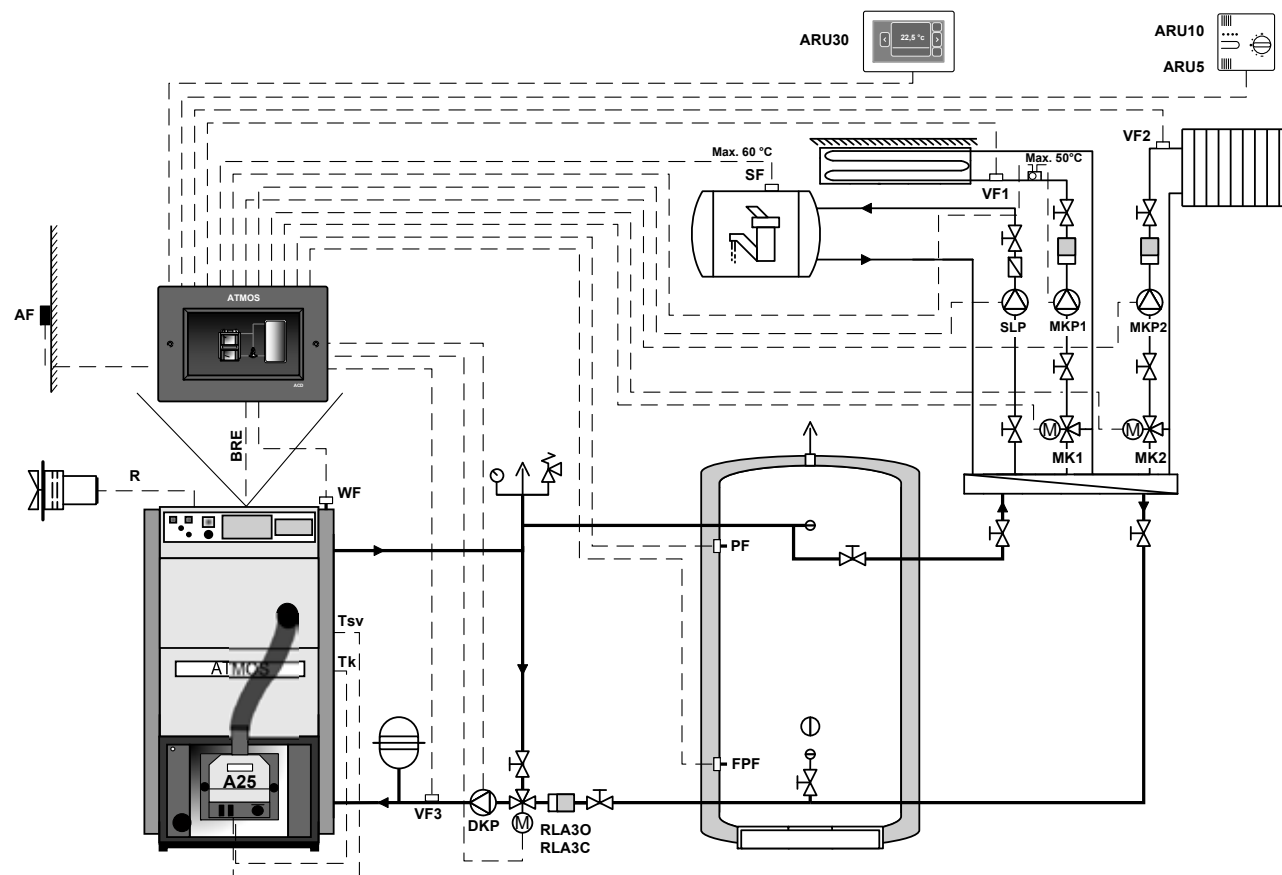 ARU30
22,5 °c
ARU10
ARU5
VF2
Max. 60 °C
SF
Max. 50°C
VF1
ATMOS
AF
ACD
SLP
MKP1
MKP2
BRE
M
M
MK1
MK2
R
WF
PF
Tsv
Tk
ATMOS
FPF
A25
VF3
DKP
M
RLA3O
RLA3C